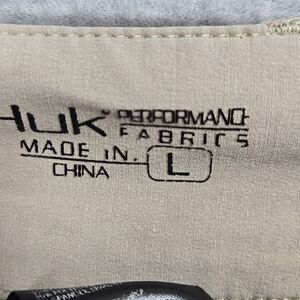 Huk PERFORMANCE
FABRICS
MADE IN
CHINA
L